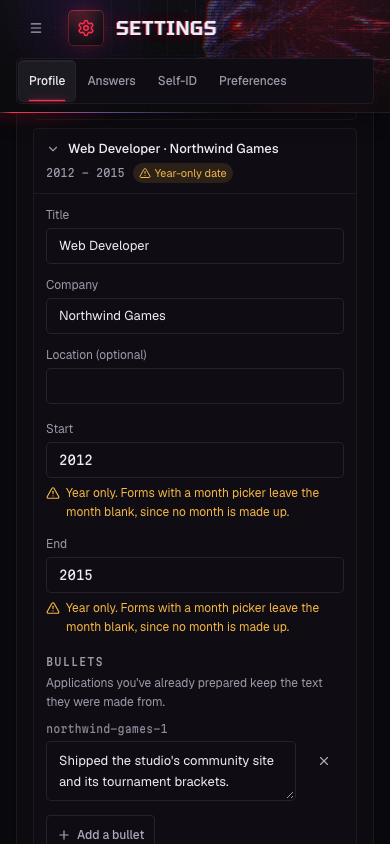 SETTINGS
Profile Answers Self-ID Preferences
Web Developer · Northwind Games
2012 – 2015 Year-only date
Title
Web Developer
Company
Northwind Games
Location (optional)
Start
2012
Year only. Forms with a month picker leave the
month blank, since no month is made up.
End
2015
Year only. Forms with a month picker leave the
month blank, since no month is made up.
BULLETS
Applications you've already prepared keep the text
they were made from.
northwind-games-1
Shipped the studio's community site
and its tournament brackets.
Add a bullet